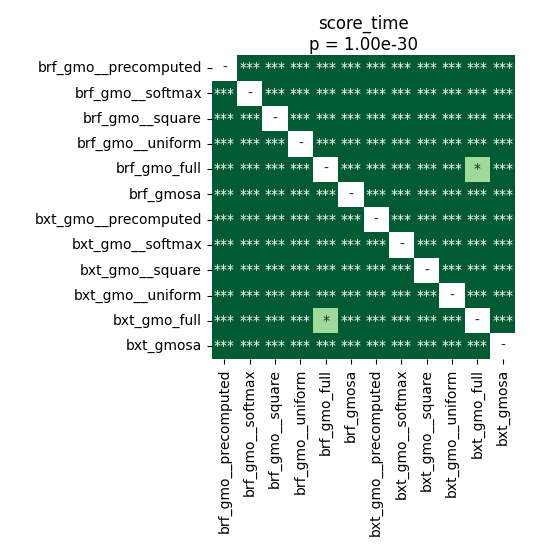 score_time
p = 1.00e-30
brf_gmo__precomputed - *** *** *** *** *** *** *** *** *** *** ***
brf_gmo__softmax *** - *** *** *** *** *** *** *** *** *** ***
brf_gmo__square *** *** - *** *** *** *** *** *** *** *** ***
brf_gmo__uniform *** *** *** - *** *** *** *** *** *** *** ***
brf_gmo_full *** *** *** *** - *** *** *** *** *** * ***
brf_gmosa *** *** *** *** *** - *** *** *** *** *** ***
bxt_gmo__precomputed *** *** *** *** *** *** - *** *** *** *** ***
bxt_gmo__softmax *** *** *** *** *** *** *** - *** *** *** ***
bxt_gmo__square *** *** *** *** *** *** *** *** - *** *** ***
bxt_gmo__uniform *** *** *** *** *** *** *** *** *** - *** ***
bxt_gmo_full *** *** *** *** * *** *** *** *** *** - ***
bxt_gmosa *** *** *** *** *** *** *** *** *** *** *** -
brf_gmo__precomputed
brf_gmo__softmax
brf_gmo__square
brf_gmo__uniform
brf_gmo_full
brf_gmosa
bxt_gmo__precomputed
bxt_gmo__softmax
bxt_gmo__square
bxt_gmo__uniform
bxt_gmo_full
bxt_gmosa